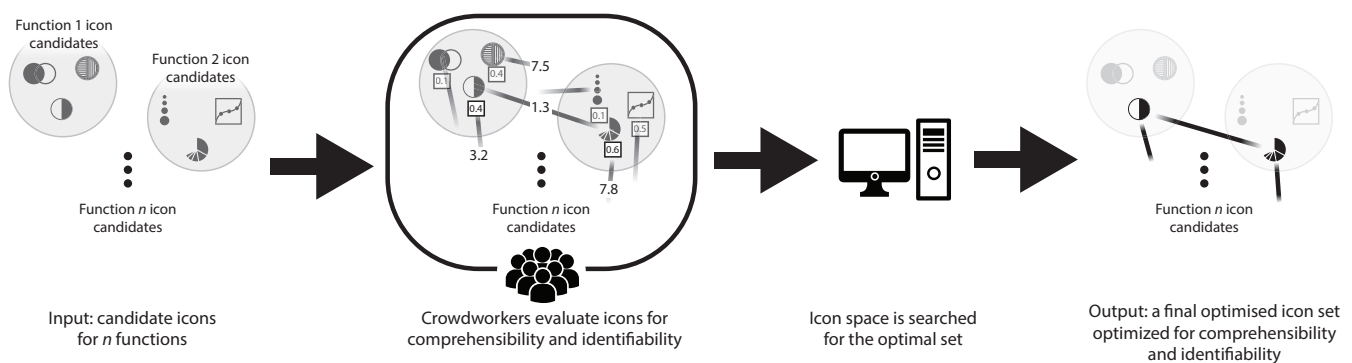 Function 1 icon
candidates
Function 2 icon
candidates
Function n icon
candidates
Input: candidate icons
for n functions
0.1
0.4
7.5
0.4
1.3
3.2
0.1
0.5
0.6
7.8
Function n icon
candidates
Crowdworkers evaluate icons for
comprehensibility and identifiability
Icon space is searched
for the optimal set
Function n icon
candidates
Output: a final optimised icon set
optimized for comprehensibility
and identifiability